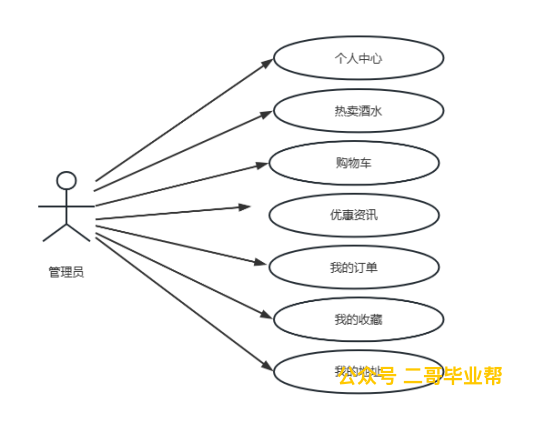 个人中心
热卖酒水
购物车
优惠资讯
我的订单
管理员
我的收藏
我的地址
公众号 二哥毕业帮